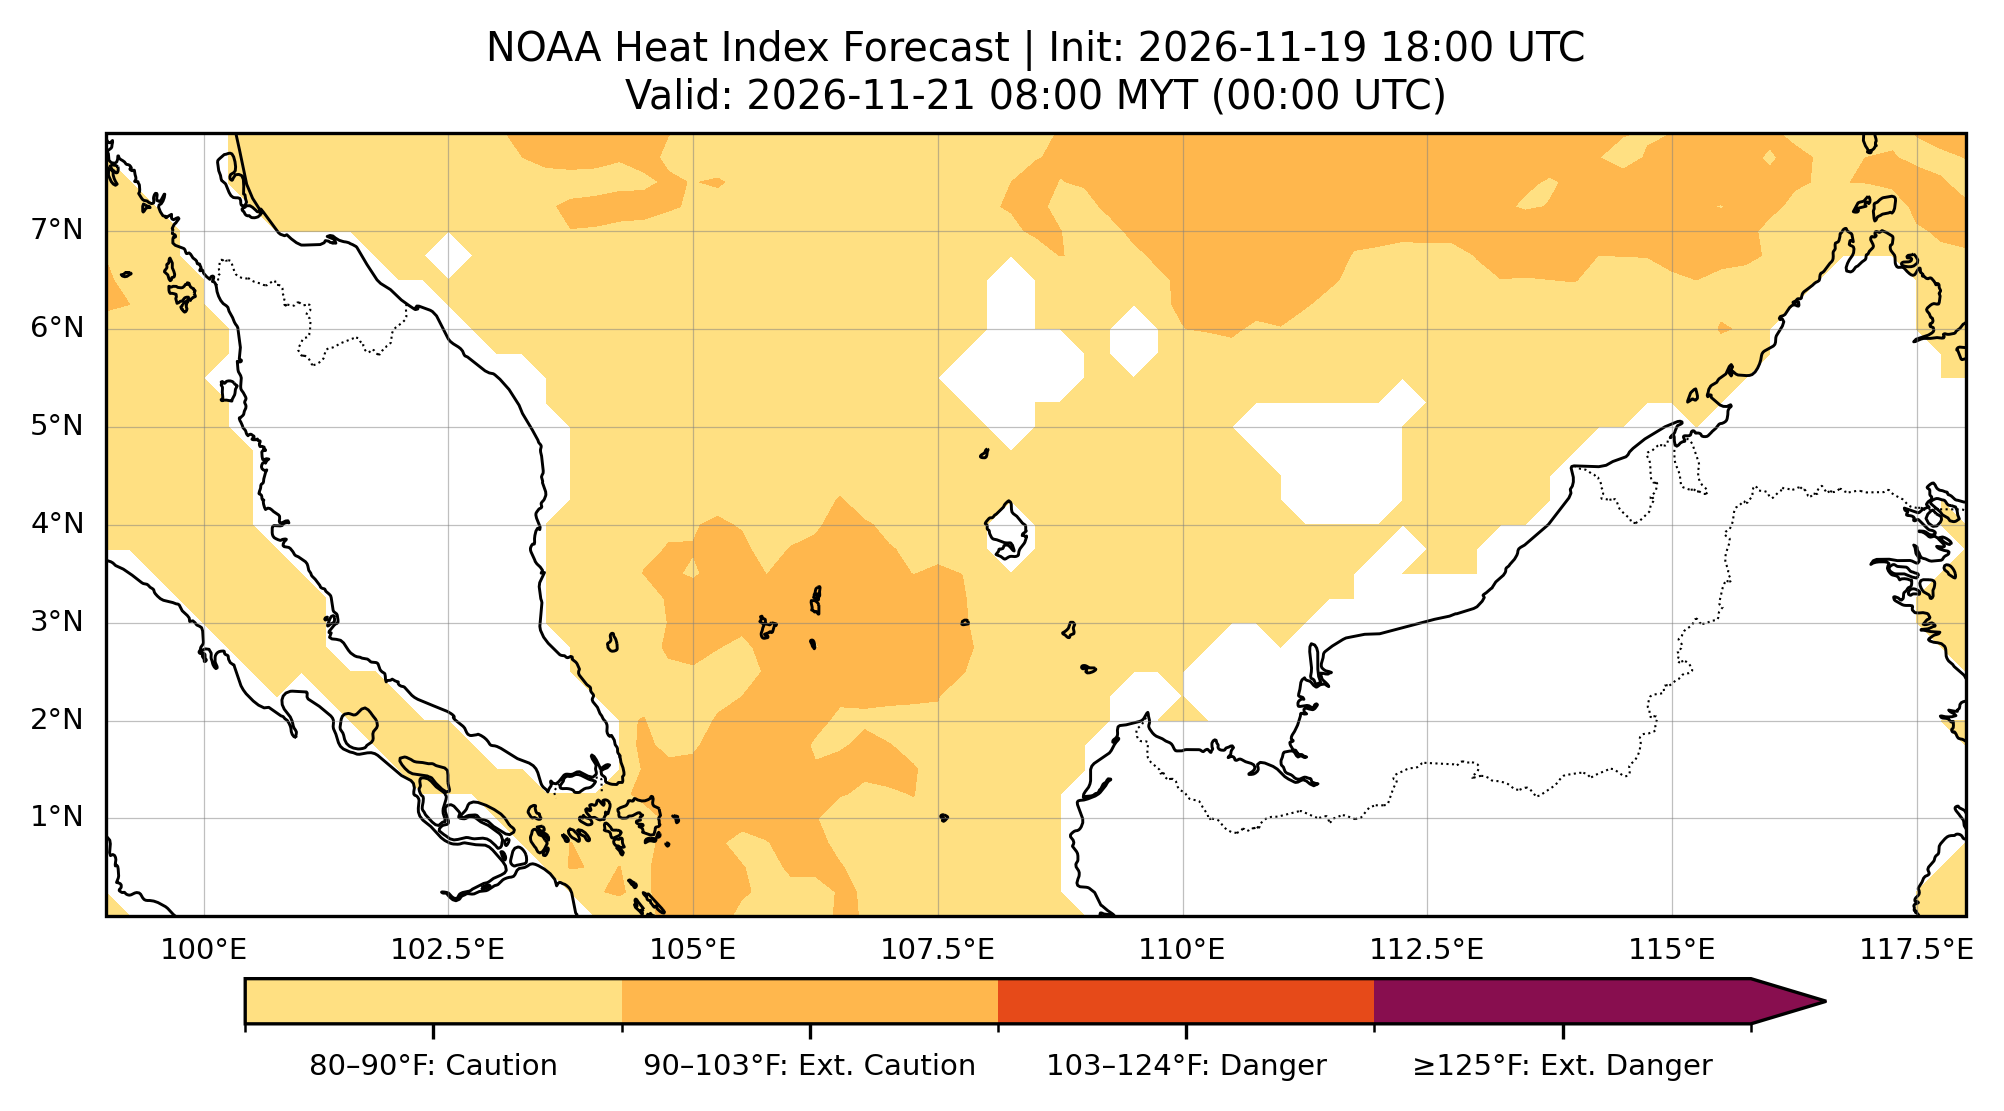 NOAA Heat Index Forecast | Init: 2026-11-19 18:00 UTC
Valid: 2026-11-21 08:00 MYT (00:00 UTC)
7°N
6°N
5°N
4°N
3°N
2°N
1°N
100°E
102.5°E
105°E
107.5°E
110°E
112.5°E
115°E
117.5°E
80–90°F: Caution
90–103°F: Ext. Caution
103–124°F: Danger
≥125°F: Ext. Danger